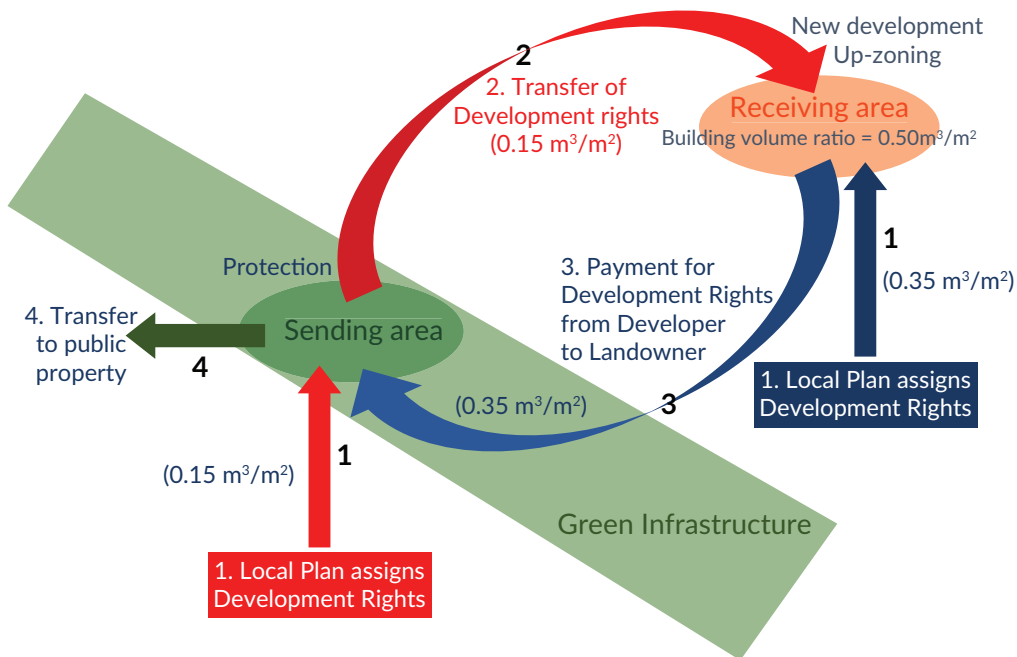 New development
Up-zoning
2
2. Transfer of
Development rights
(0.15 m³/m²)
Receiving area
Building volume ratio = 0.50m³/m²
1
(0.35 m³/m²)
Protection
3. Payment for
Development Rights
from Developer
to Landowner
4. Transfer
to public
property
4
Sending area
1. Local Plan assigns
Development Rights
(0.35 m³/m²)
3
1
(0.15 m³/m²)
Green Infrastructure
1. Local Plan assigns
Development Rights